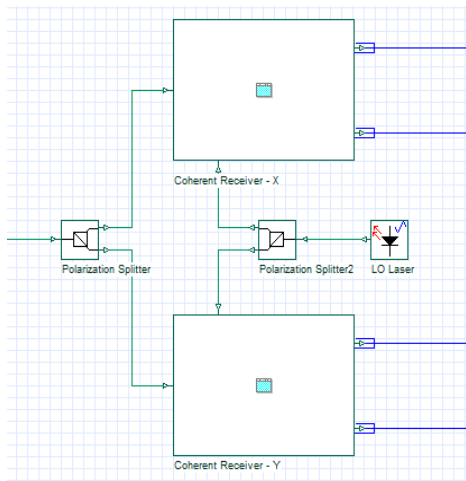 Coherent Receiver - X
Polarization Splitter
Polarization Splitter2
LO Laser
Coherent Receiver - Y